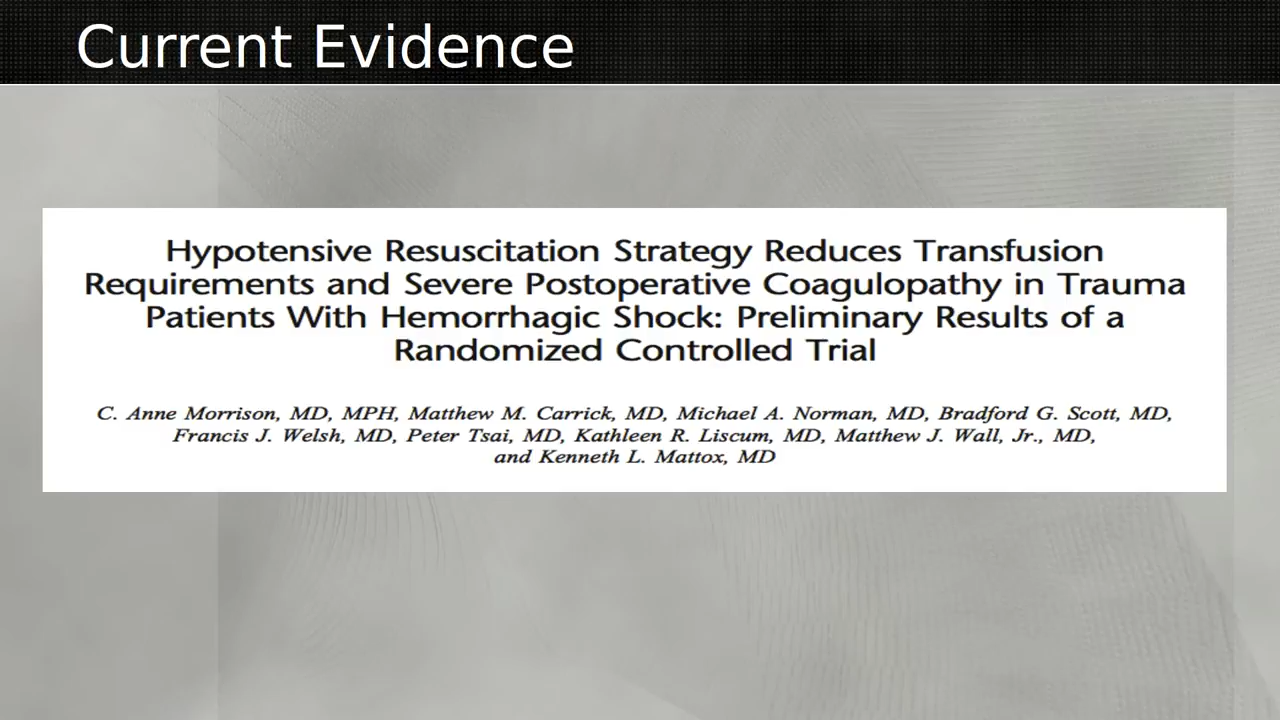 Current Evidence
Hypotensive Resuscitation Strategy Reduces Transfusion
Requirements and Severe Postoperative Coagulopathy in Trauma
Patients With Hemorrhagic Shock: Preliminary Results of a
Randomized Controlled Trial
C. Anne Morrison, MD, MPH, Matthew M. Carrick, MD, Michael A. Norman, MD, Bradford G. Scott, MD,
Francis J. Welsh, MD, Peter Tsai, MD, Kathleen R. Liscum, MD, Matthew J. Wall, Jr., MD,
and Kenneth L. Mattox, MD